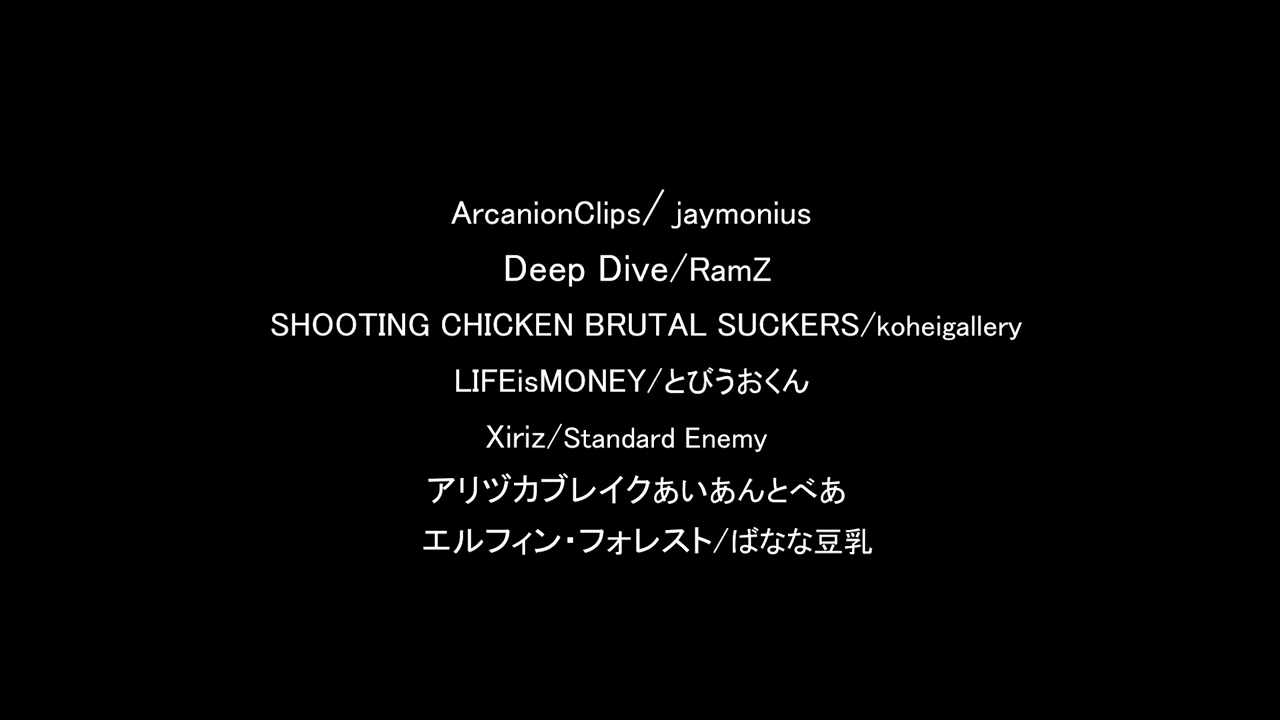 ArcanionClips/ jaymonius
Deep Dive/RamZ
SHOOTING CHICKEN BRUTAL SUCKERS/koheigallery
LIFEisMONEY/とびうおくん
Xiriz/Standard Enemy
アリヅカブレイクあいあんとべあ
エルフィン・フォレスト/ばなな豆乳